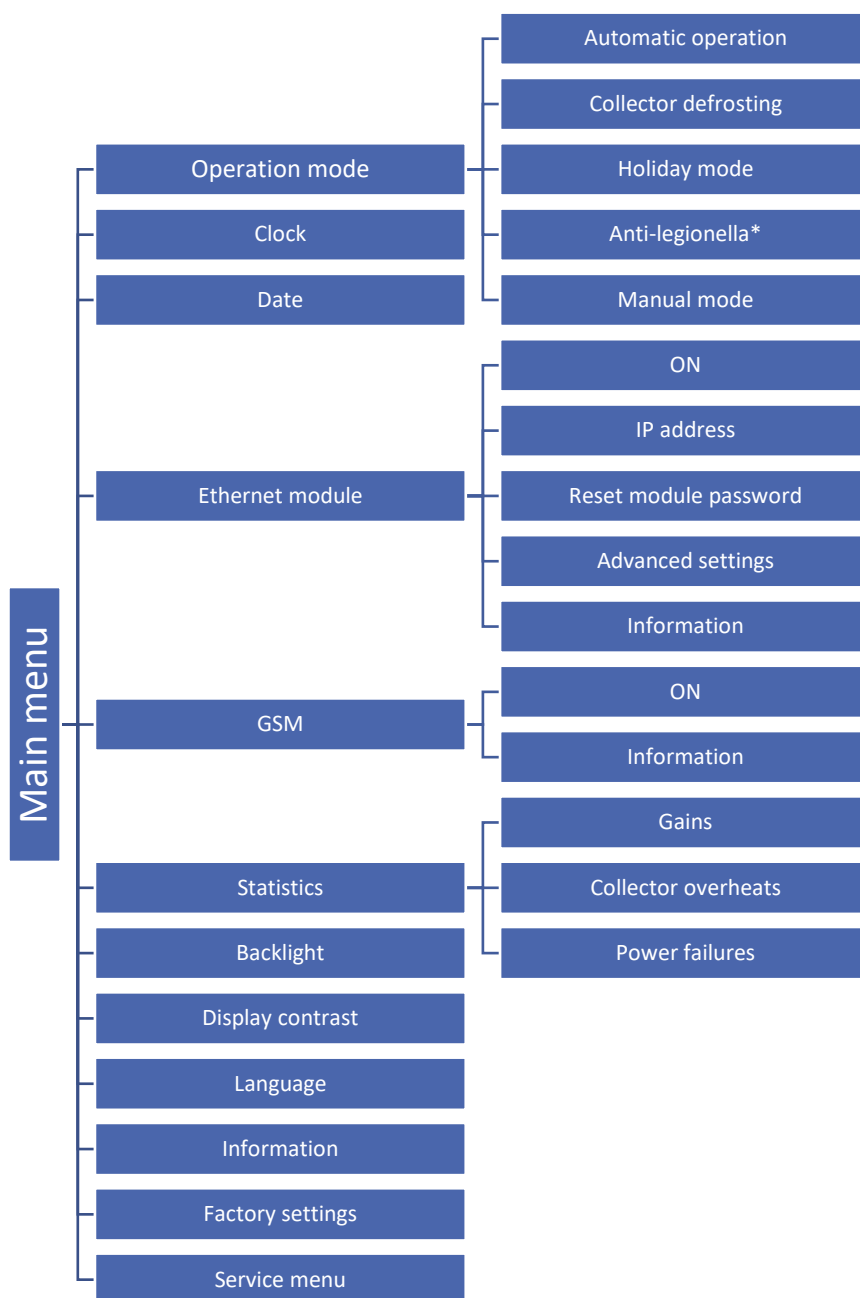 Main menu
Operation mode
Automatic operation
Collector defrosting
Holiday mode
Anti-legionella*
Manual mode
Clock
Date
Ethernet module
ON
IP address
Reset module password
Advanced settings
Information
GSM
ON
Information
Statistics
Gains
Collector overheats
Power failures
Backlight
Display contrast
Language
Information
Factory settings
Service menu